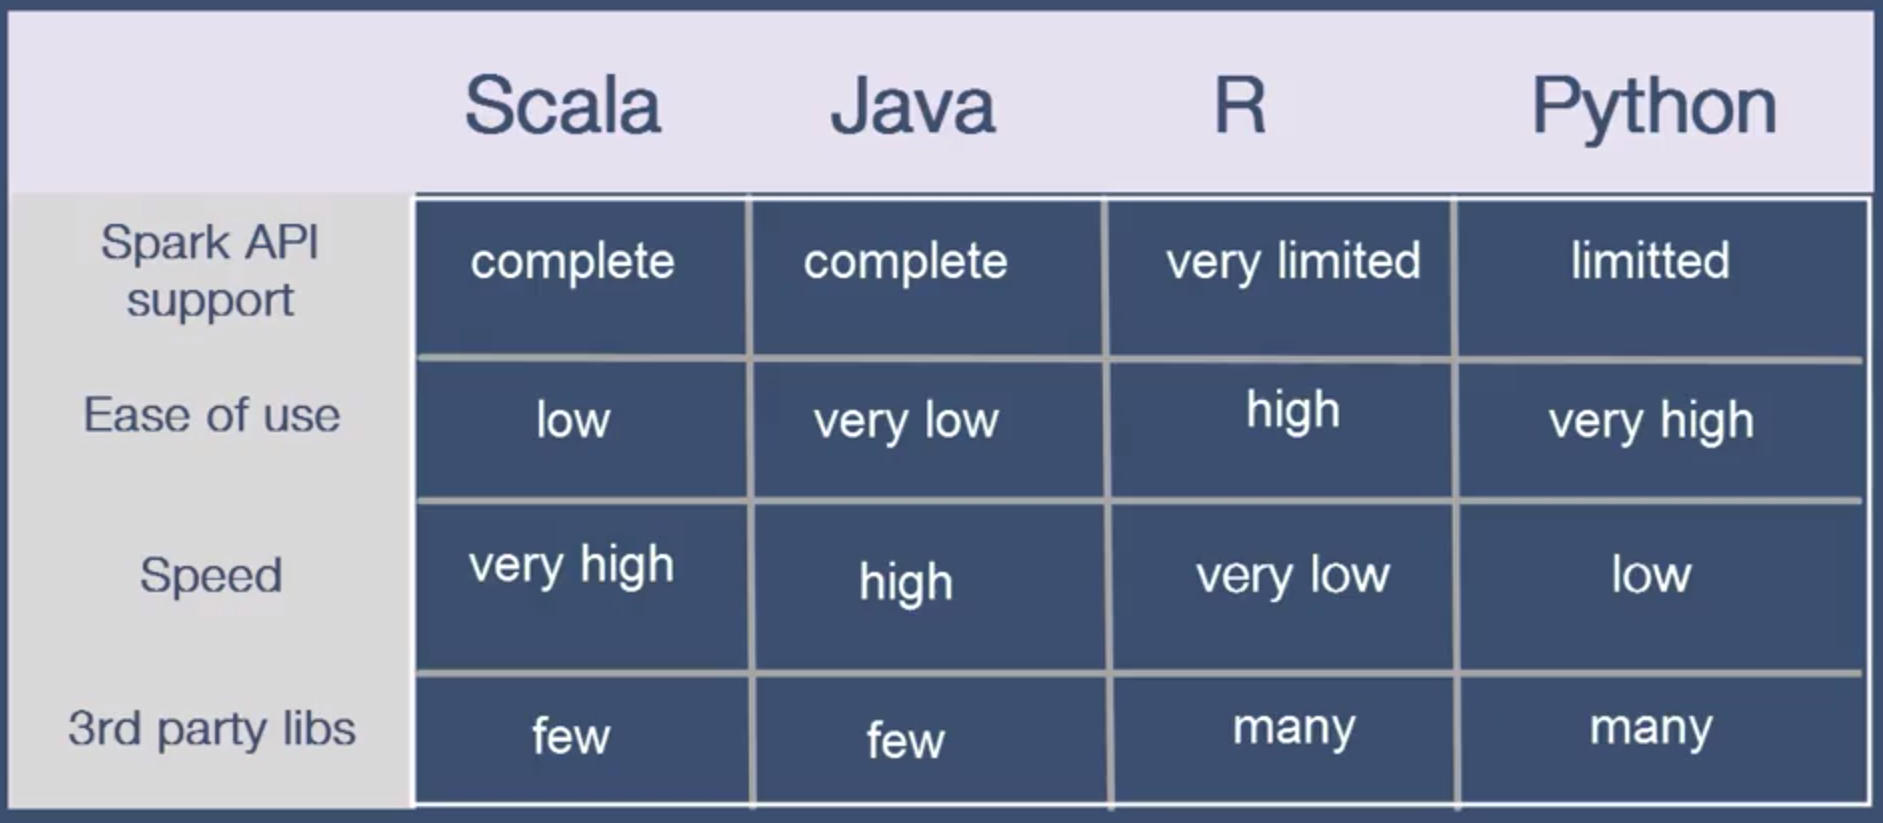 Scala Java R Python
Spark API
support
complete complete very limited limitted
Ease of use low very low high very high
Speed very high high very low low
3rd party libs few few many many